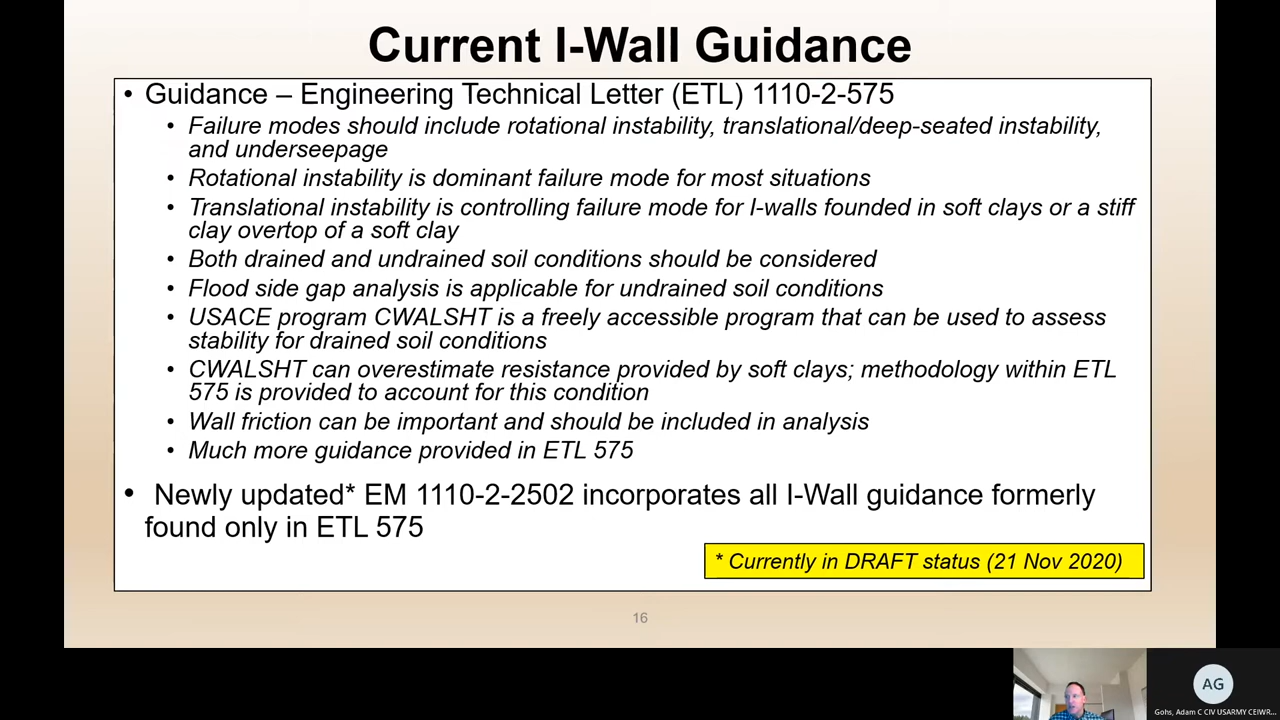 Current I-Wall Guidance
• Guidance – Engineering Technical Letter (ETL) 1110-2-575
• Failure modes should include rotational instability, translational/deep-seated instability,
and underseepage
• Rotational instability is dominant failure mode for most situations
• Translational instability is controlling failure mode for I-walls founded in soft clays or a stiff
clay overtop of a soft clay
• Both drained and undrained soil conditions should be considered
• Flood side gap analysis is applicable for undrained soil conditions
• USACE program CWALSHT is a freely accessible program that can be used to assess
stability for drained soil conditions
• CWALSHT can overestimate resistance provided by soft clays; methodology within ETL
575 is provided to account for this condition
• Wall friction can be important and should be included in analysis
• Much more guidance provided in ETL 575
• Newly updated* EM 1110-2-2502 incorporates all I-Wall guidance formerly
found only in ETL 575
* Currently in DRAFT status (21 Nov 2020)
16
AG
Gohs, Adam C CIV USARMY CEIWR...